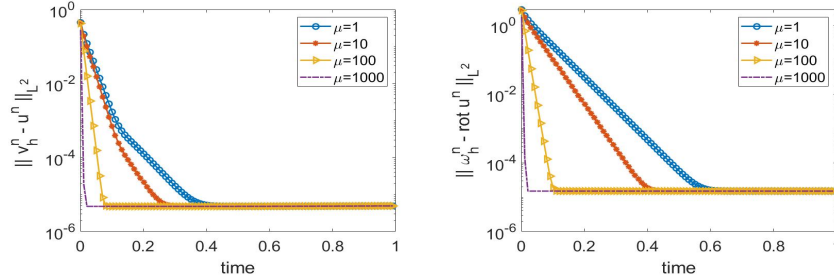 || v_h^n - u^n ||_{L^2}
10^0
10^{-2}
10^{-4}
10^{-6}
0 0.2 0.4 0.6 0.8 1
time
μ=1
μ=10
μ=100
μ=1000
|| ω_h^n - rot u^n ||_{L^2}
10^0
10^{-2}
10^{-4}
10^{-6}
0 0.2 0.4 0.6 0.8 1
time
μ=1
μ=10
μ=100
μ=1000